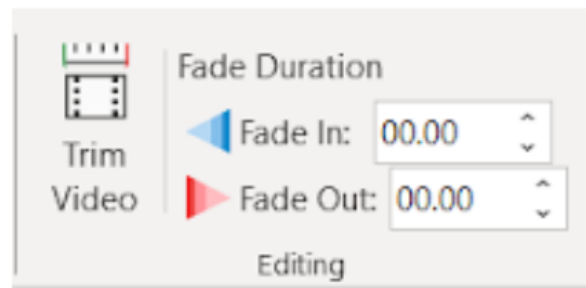 Trim
Video
Fade Duration
Fade In: 00.00
Fade Out: 00.00
Editing